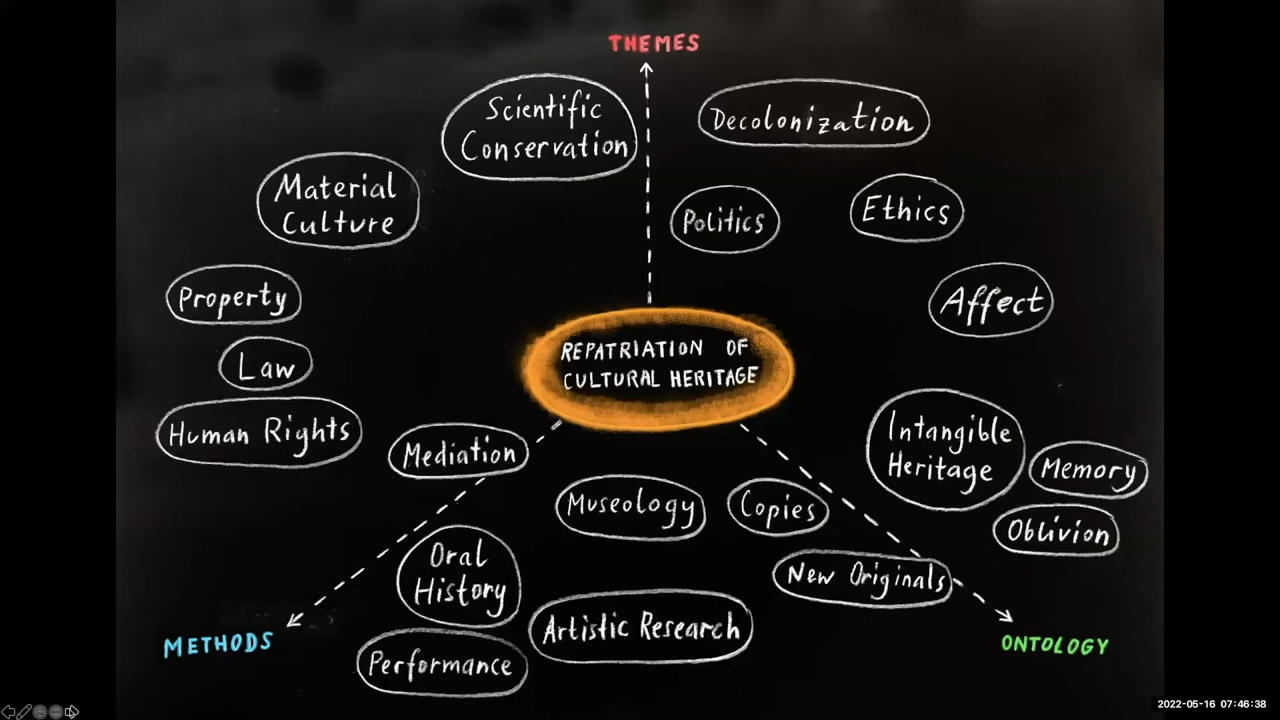 THEMES
Scientific
Conservation
Decolonization
Material
Culture
Politics
Ethics
Property
Affect
Law
REPATRIATION OF
CULTURAL HERITAGE
Human Rights
Mediation
Intangible
Heritage
Memory
Museology
Copies
Oblivion
Oral
History
New Originals
Artistic Research
METHODS
ONTOLOGY
Performance
2022-05-16 07:46:38